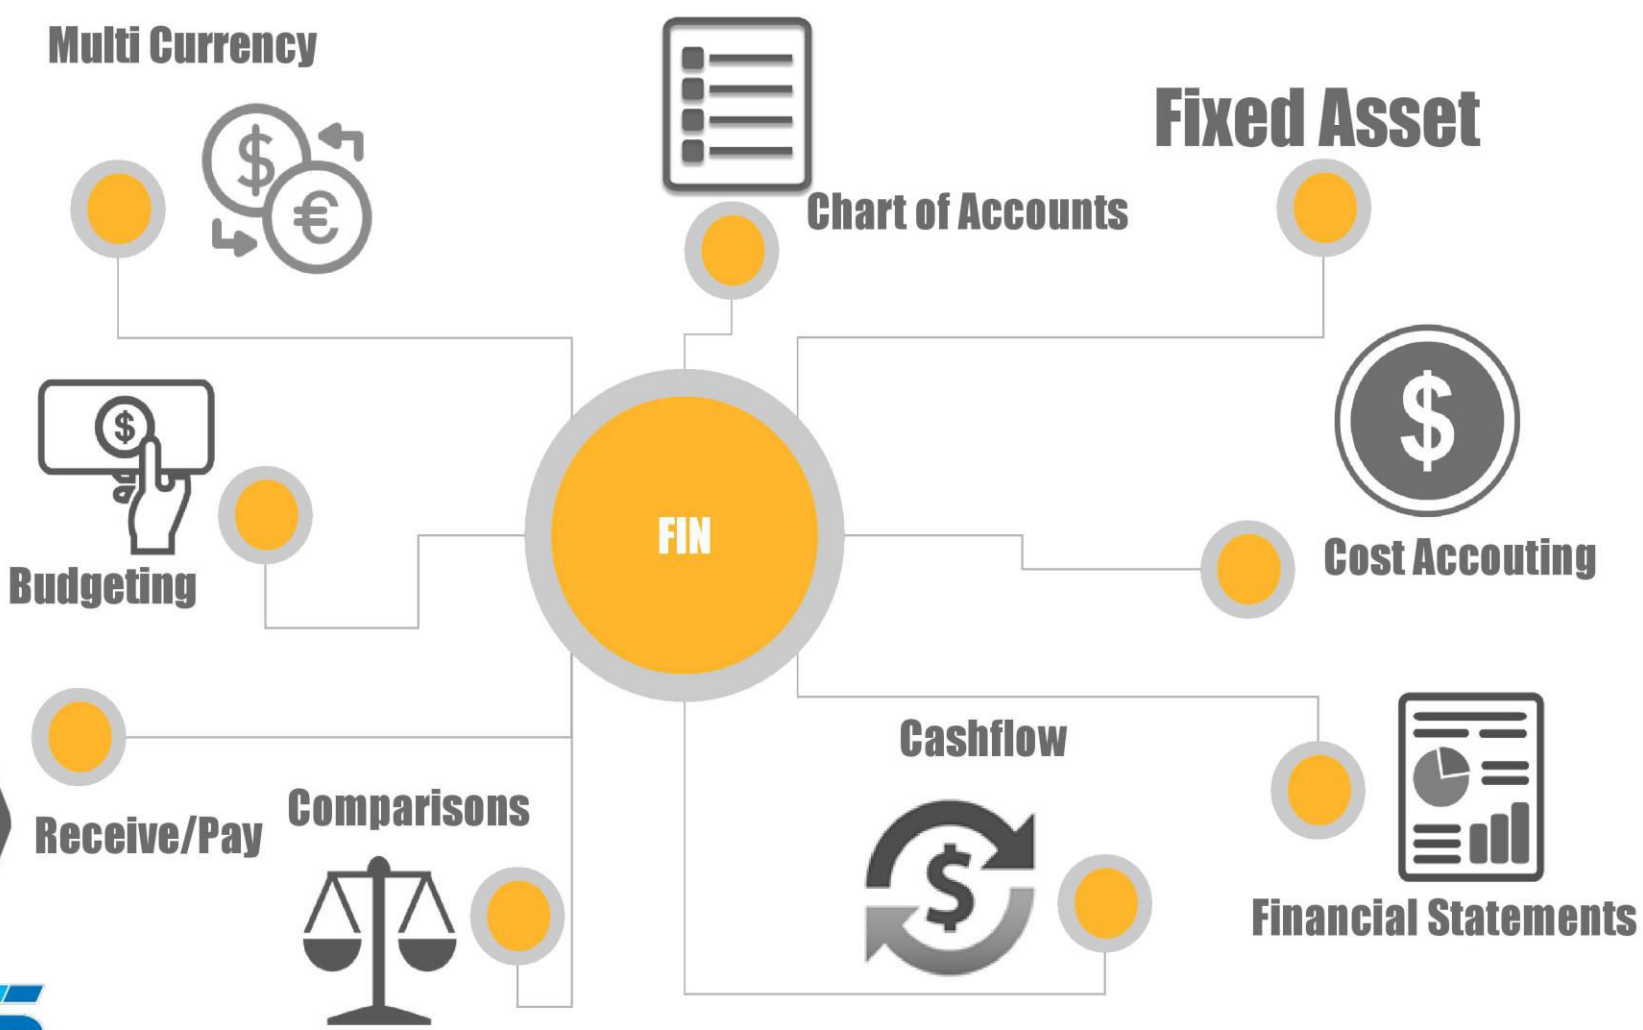 Multi Currency
Chart of Accounts
Fixed Asset
$
€
$
$
Budgeting
FIN
Cost Accouting
Receive/Pay
Comparisons
Cashflow
$
Financial Statements